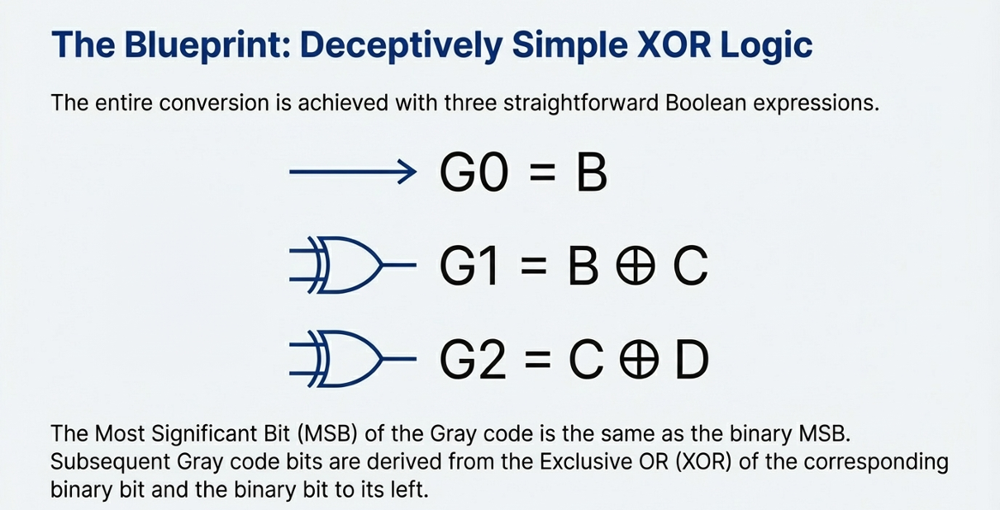 The Blueprint: Deceptively Simple XOR Logic
The entire conversion is achieved with three straightforward Boolean expressions.
G0 = B
G1 = B ⊕ C
G2 = C ⊕ D
The Most Significant Bit (MSB) of the Gray code is the same as the binary MSB.
Subsequent Gray code bits are derived from the Exclusive OR (XOR) of the corresponding
binary bit and the binary bit to its left.